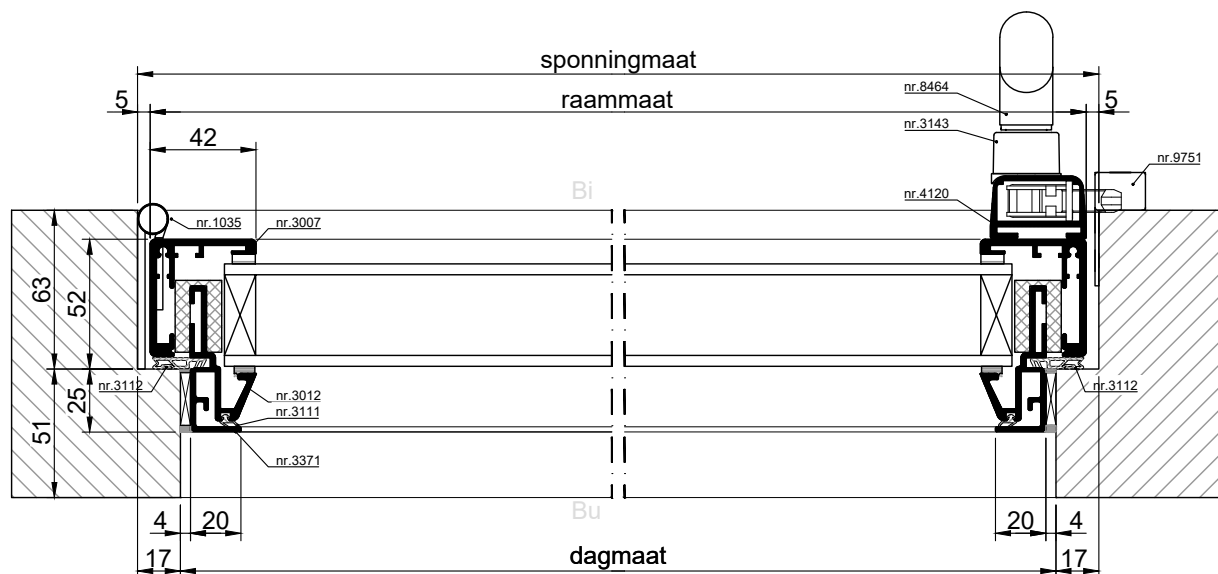 sponningmaat
5
raammaat
nr.8464
5
nr.3143
42
nr.9751
Bi
nr.4120
nr.1035
nr.3007
63
52
nr.3112
nr.3012
nr.3112
25
nr.3111
51
nr.3371
Bu
4
20
20
4
17
dagmaat
17